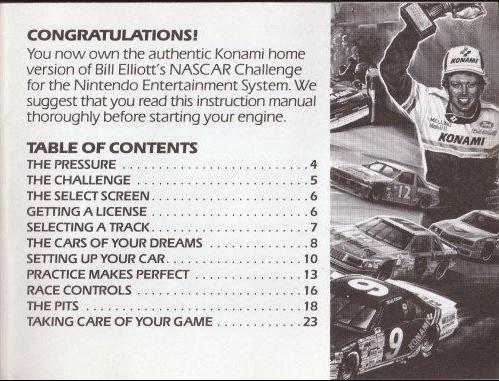 CONGRATULATIONS!
You now own the authentic Konami home
version of Bill Elliott's NASCAR Challenge
for the Nintendo Entertainment System. We
suggest that you read this instruction manual
thoroughly before starting your engine.
TABLE OF CONTENTS
THE PRESSURE . . . . . . . . . . . . . . . . . . . . . . . . 4
THE CHALLENGE . . . . . . . . . . . . . . . . . . . . . . . 5
THE SELECT SCREEN . . . . . . . . . . . . . . . . . . . . 6
GETTING A LICENSE . . . . . . . . . . . . . . . . . . . . 6
SELECTING A TRACK . . . . . . . . . . . . . . . . . . . . 7
THE CARS OF YOUR DREAMS . . . . . . . . . . . . . 8
SETTING UP YOUR CAR . . . . . . . . . . . . . . . . . 10
PRACTICE MAKES PERFECT . . . . . . . . . . . . . . 13
RACE CONTROLS . . . . . . . . . . . . . . . . . . . . . . 16
THE PITS . . . . . . . . . . . . . . . . . . . . . . . . . . . 18
TAKING CARE OF YOUR GAME . . . . . . . . . . . 23
KONAMI
KONAMI
17
9
9
KONAMI